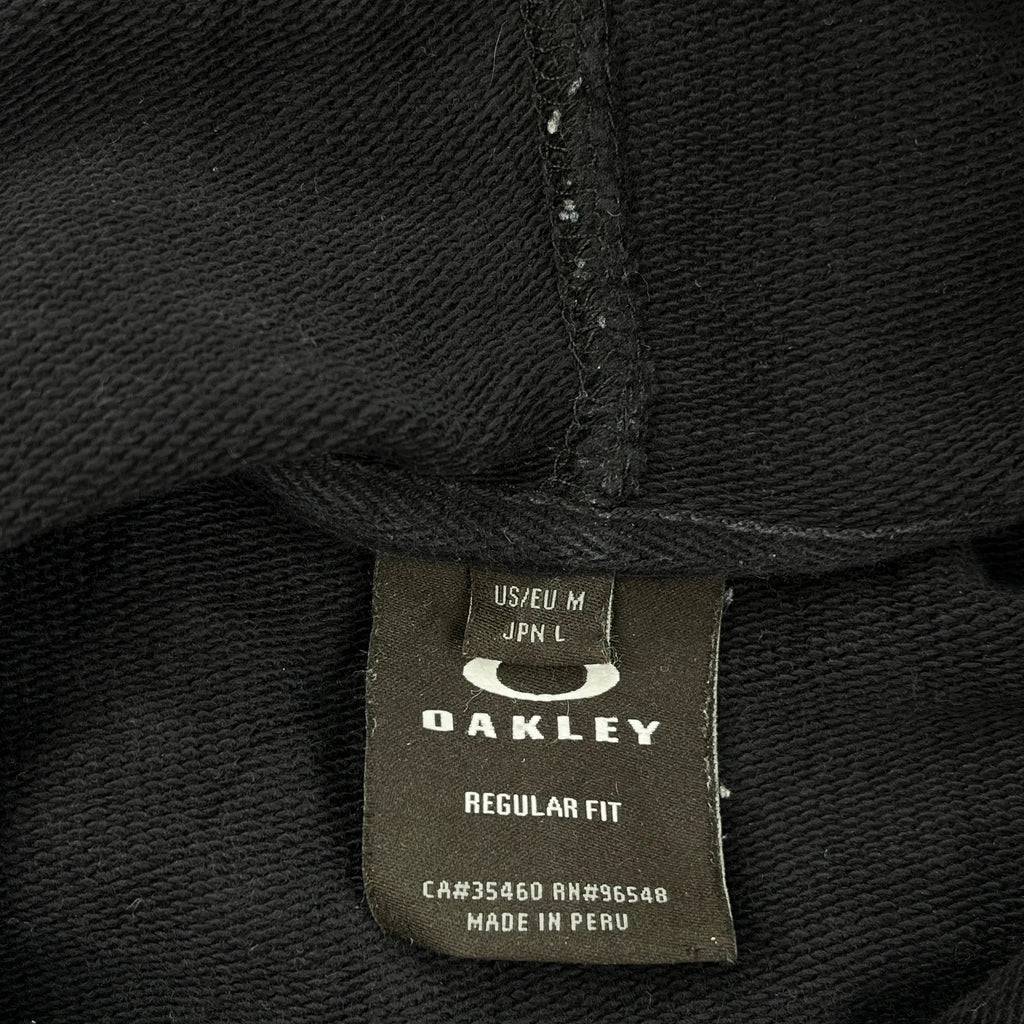 US/EU M
JPN L
OAKLEY
REGULAR FIT
CA#35460 RN#96548
MADE IN PERU